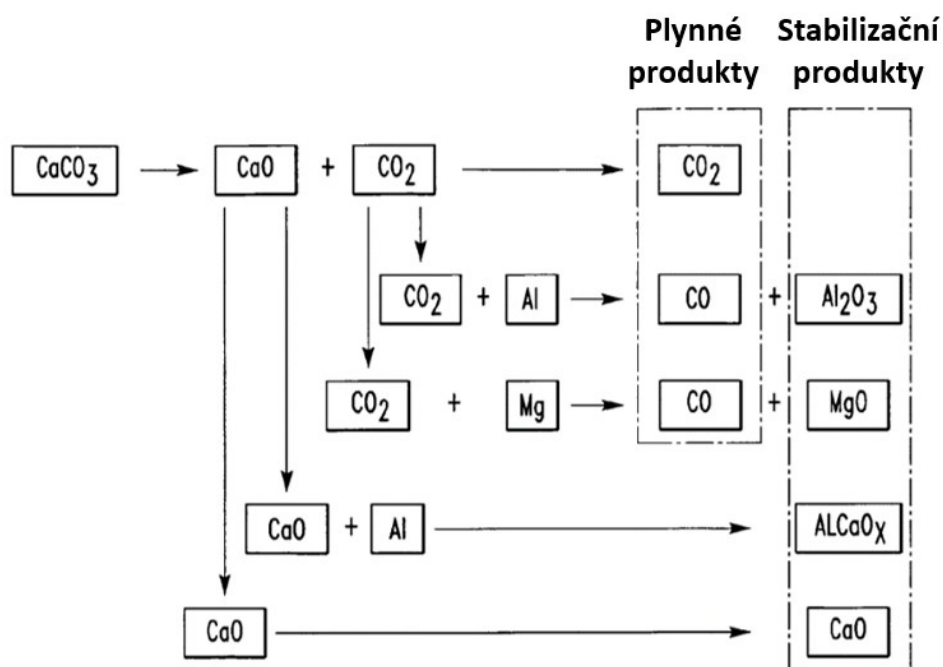 Plynné produkty
Stabilizační produkty
CaCO3 → CaO + CO2 → CO2
CO2 + Al → CO + Al2O3
CO2 + Mg → CO + MgO
CaO + Al → ALCaOX
CaO → CaO